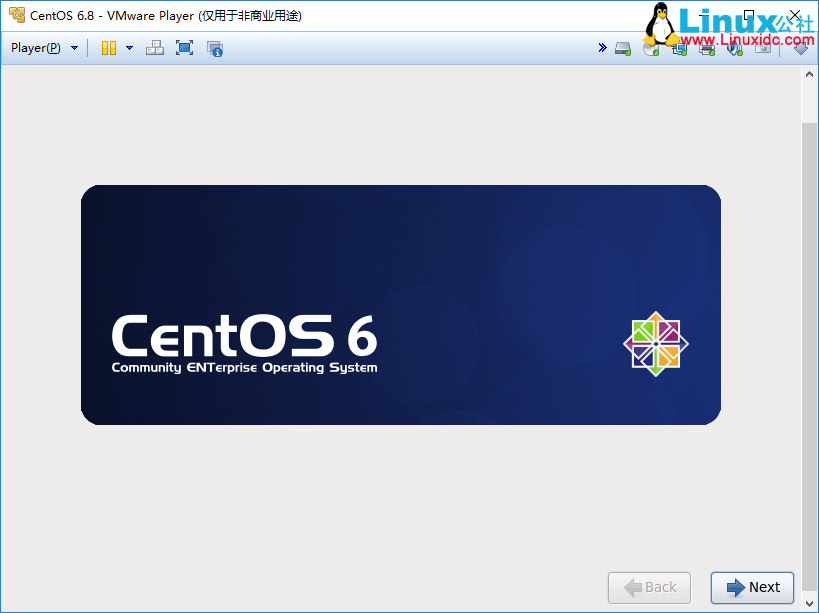 CentOS 6.8 - VMware Player (仅用于非商业用途)
Linux公社
Player(P)
www.Linuxidc.com
CentOS 6
Community ENTerprise Operating System
Back
Next